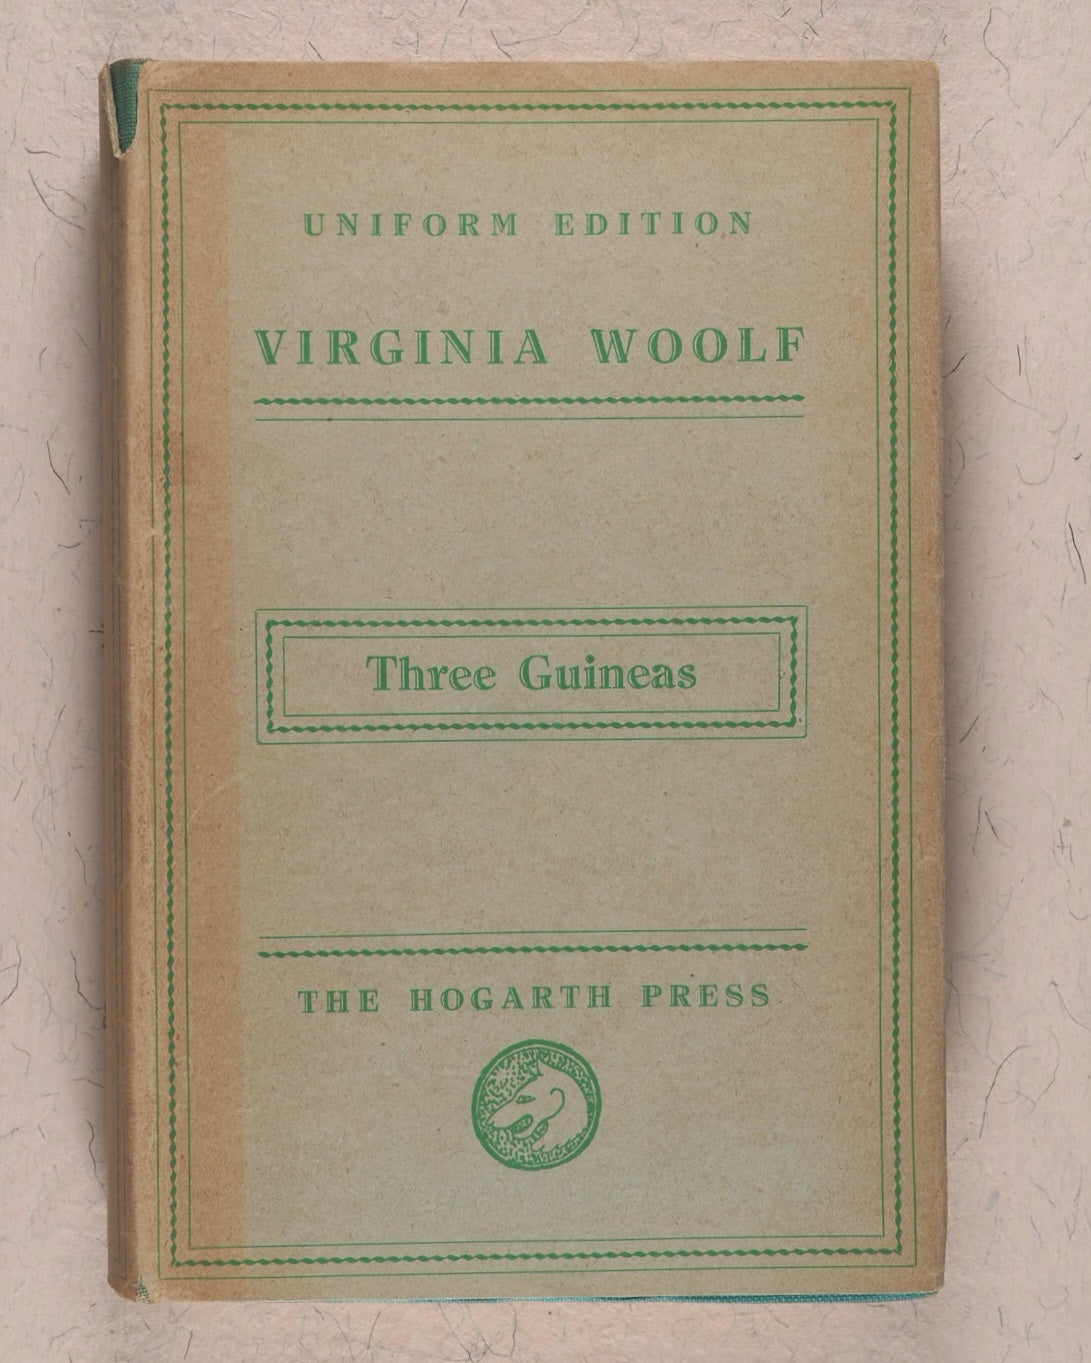 UNIFORM EDITION
VIRGINIA WOOLF
Three Guineas
THE HOGARTH PRESS